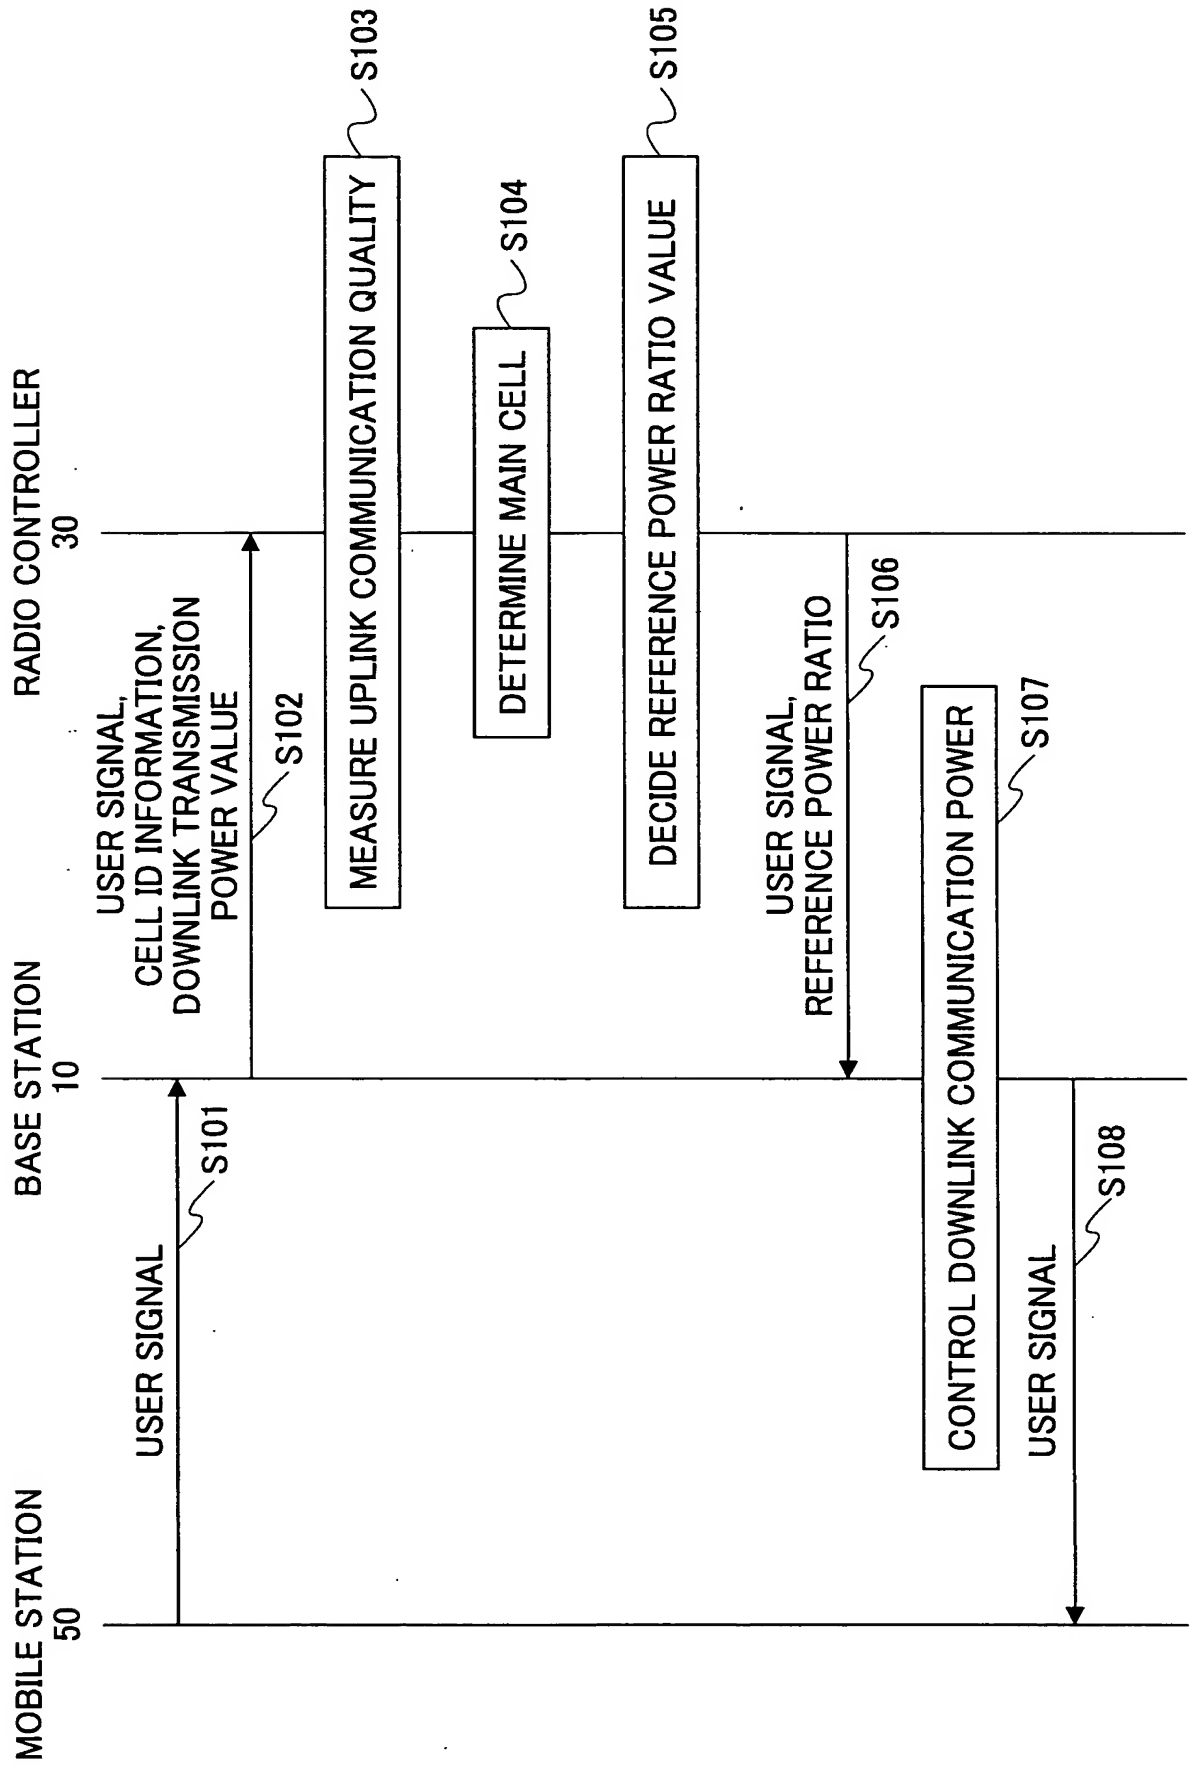 MOBILE STATION
50
BASE STATION
10
RADIO CONTROLLER
30
USER SIGNAL
S101
USER SIGNAL,
CELL ID INFORMATION,
DOWNLINK TRANSMISSION
POWER VALUE
S102
MEASURE UPLINK COMMUNICATION QUALITY
S103
DETERMINE MAIN CELL
S104
DECIDE REFERENCE POWER RATIO VALUE
S105
USER SIGNAL,
REFERENCE POWER RATIO
S106
CONTROL DOWNLINK COMMUNICATION POWER
S107
USER SIGNAL
S108